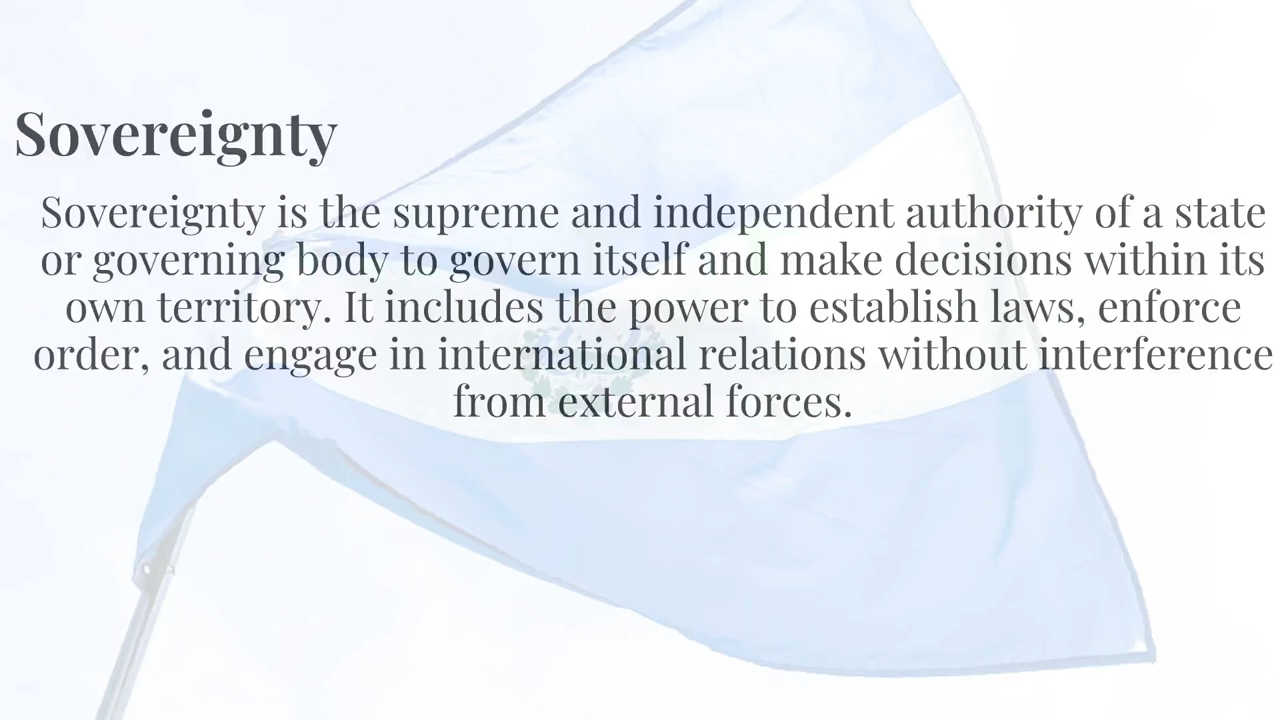 Sovereignty
Sovereignty is the supreme and independent authority of a state
or governing body to govern itself and make decisions within its
own territory. It includes the power to establish laws, enforce
order, and engage in international relations without interference
from external forces.